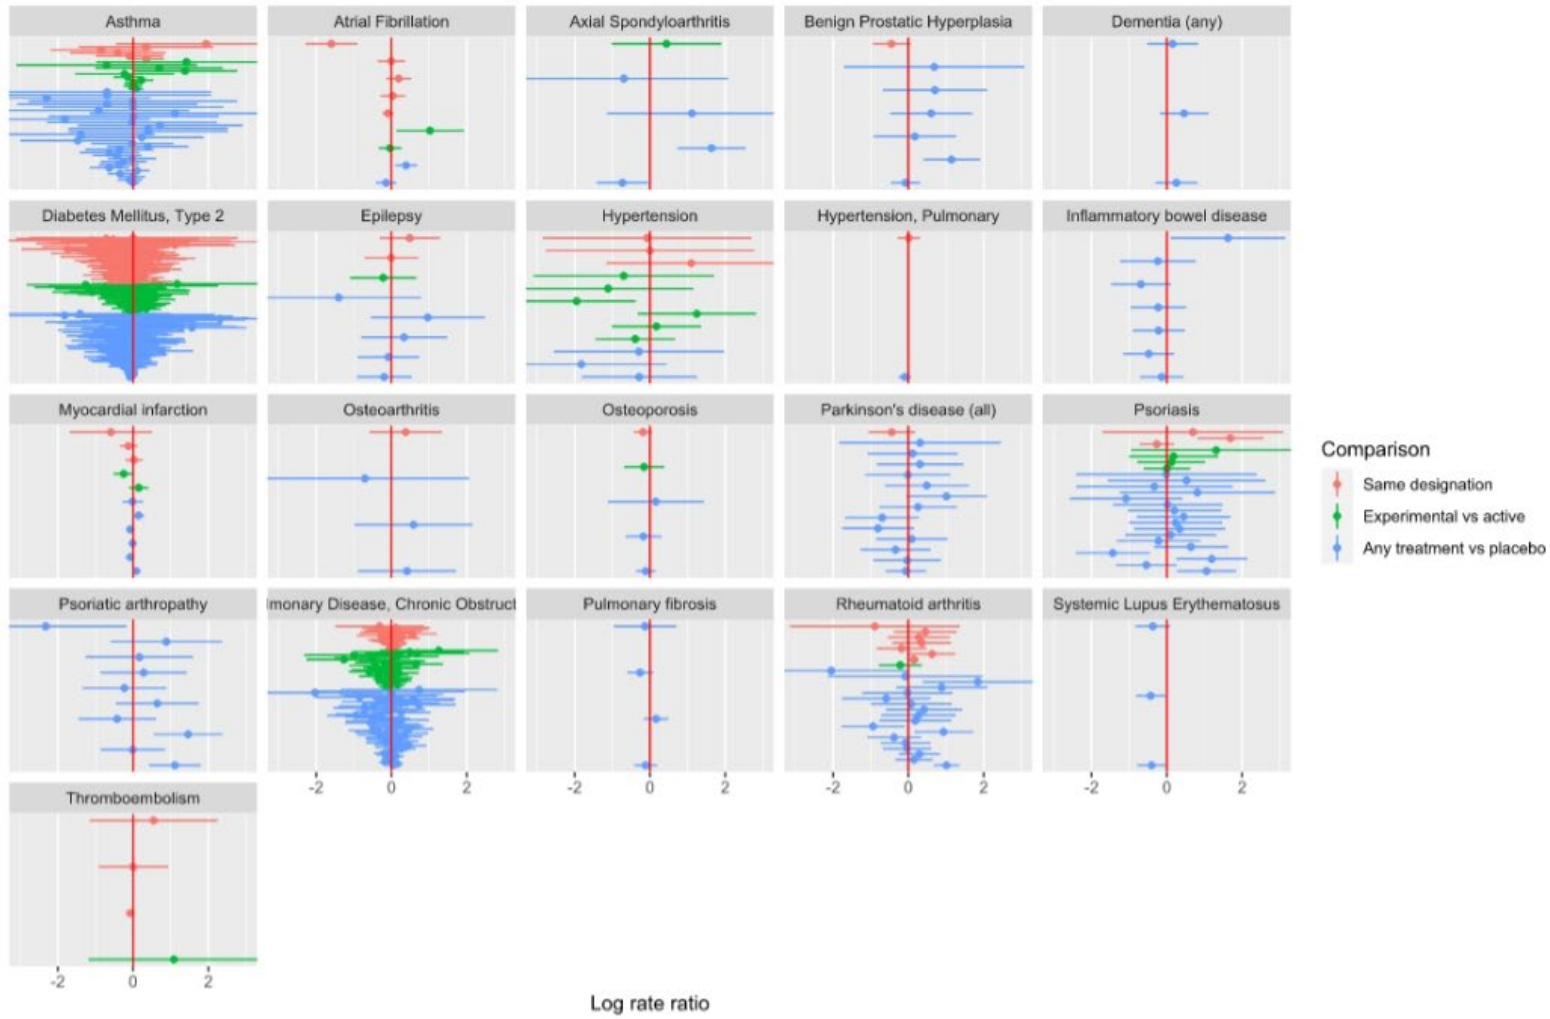 Asthma
Atrial Fibrillation
Axial Spondyloarthritis
Benign Prostatic Hyperplasia
Dementia (any)
Diabetes Mellitus, Type 2
Epilepsy
Hypertension
Hypertension, Pulmonary
Inflammatory bowel disease
Myocardial infarction
Osteoarthritis
Osteoporosis
Parkinson's disease (all)
Psoriasis
Comparison
Same designation
Experimental vs active
Any treatment vs placebo
Psoriatic arthropathy
lmonary Disease, Chronic Obstruct
Pulmonary fibrosis
Rheumatoid arthritis
Systemic Lupus Erythematosus
-2 0 2
-2 0 2
-2 0 2
-2 0 2
Thromboembolism
-2 0 2
Log rate ratio